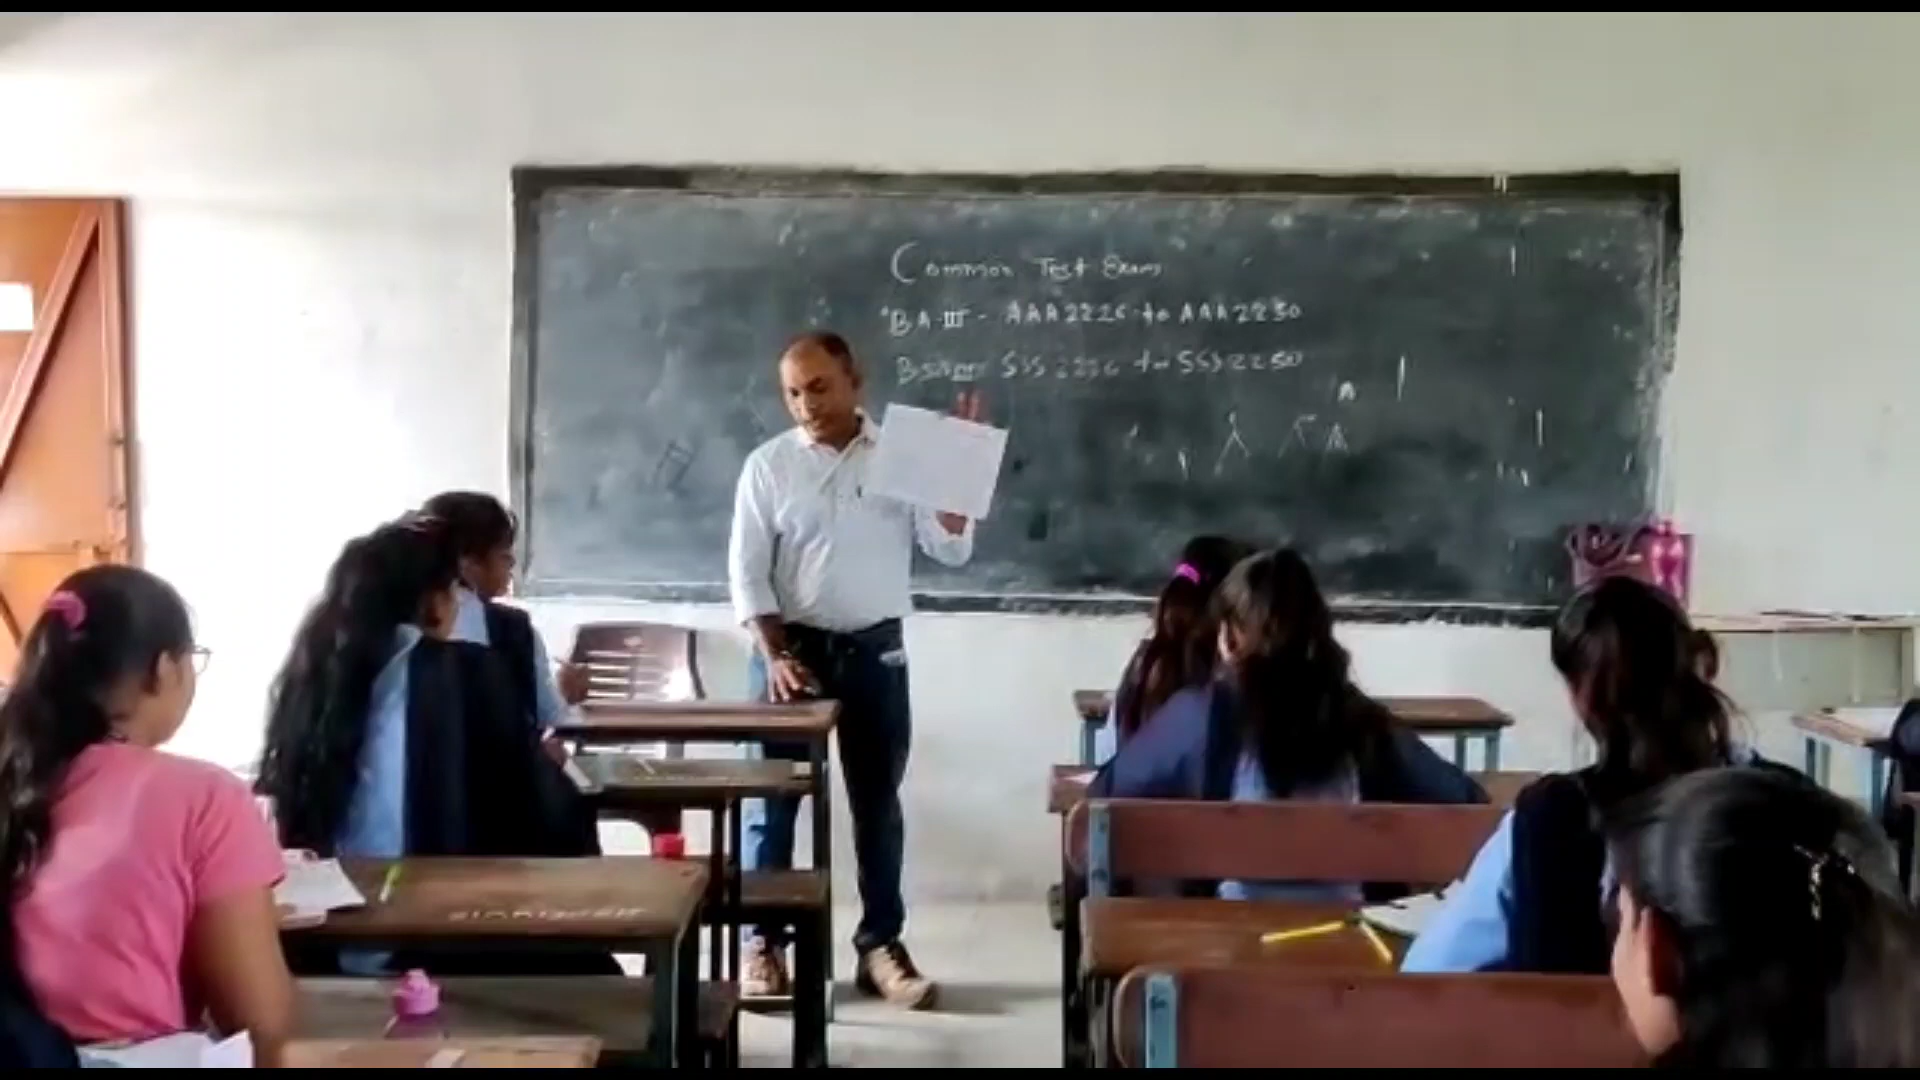 Common Test Exam
BA-III - AAA2226 to AAA2250
SSS2226 to SSS2250